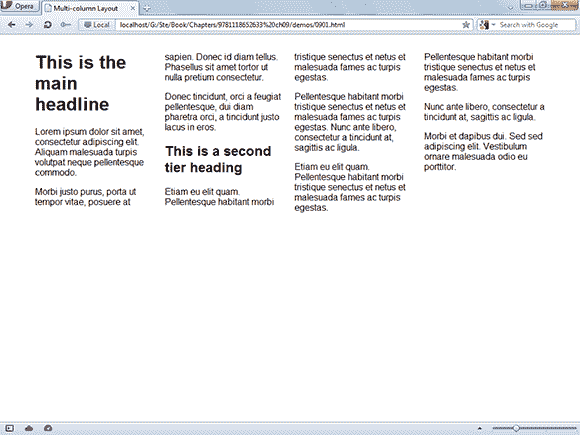 Opera
Multi-column Layout
Local
localhost/G:/Ste/Book/Chapters/9781118652633%20ch09/demos/0901.html
Search with Google
This is the
main
headline
Lorem ipsum dolor sit amet,
consectetur adipiscing elit.
Aliquam malesuada turpis
volutpat neque pellentesque
commodo.
Morbi justo purus, porta ut
tempor vitae, posuere at
sapien. Donec id diam tellus.
Phasellus sit amet tortor ut
nulla pretium consectetur.
Donec tincidunt, orci a feugiat
pellentesque, dui diam
pharetra orci, a tincidunt justo
lacus in eros.
This is a second
tier heading
Etiam eu elit quam.
Pellentesque habitant morbi
tristique senectus et netus et
malesuada fames ac turpis
egestas.
Pellentesque habitant morbi
tristique senectus et netus et
malesuada fames ac turpis
egestas. Nunc ante libero,
consectetur a tincidunt at,
sagittis ac ligula.
Etiam eu elit quam.
Pellentesque habitant morbi
tristique senectus et netus et
malesuada fames ac turpis
egestas.
Pellentesque habitant morbi
tristique senectus et netus et
malesuada fames ac turpis
egestas.
Nunc ante libero, consectetur a
tincidunt at, sagittis ac ligula.
Morbi et dapibus dui. Sed sed
adipiscing elit. Vestibulum
ornare malesuada odio eu
porttitor.